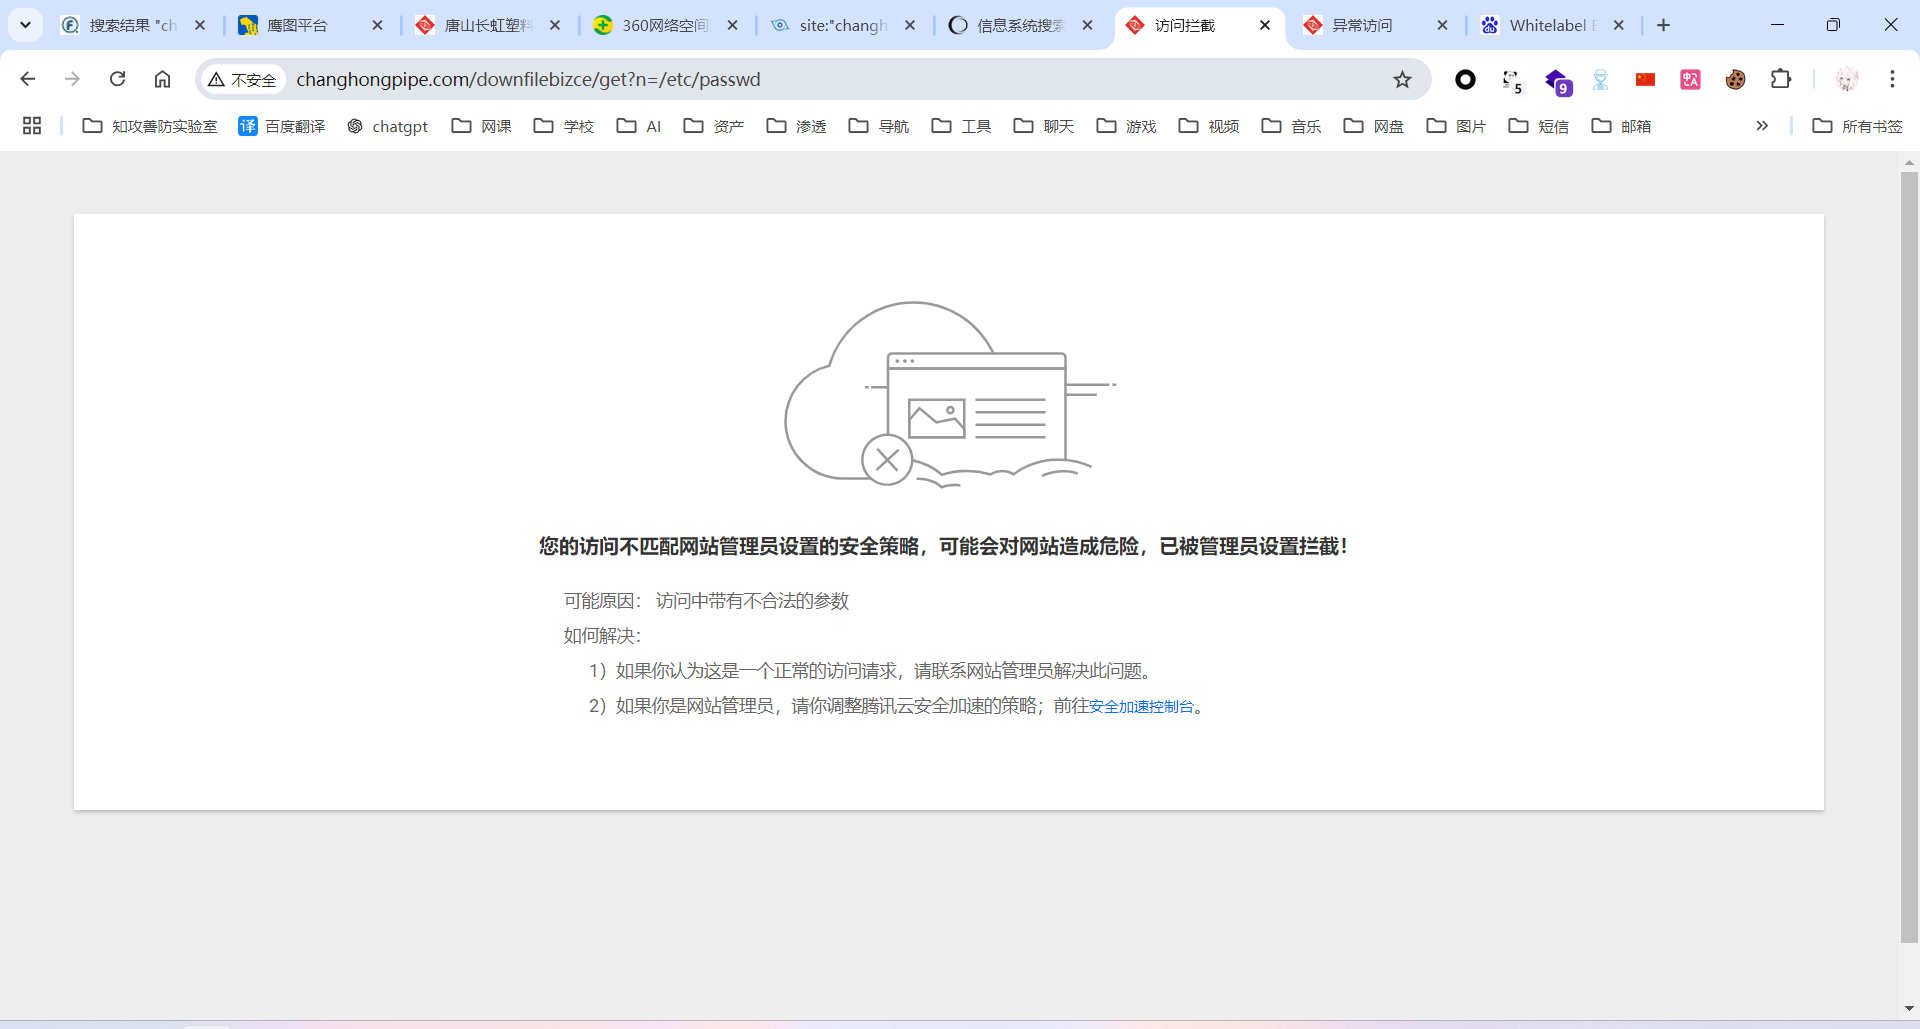 搜索结果 "ch
鹰图平台
唐山长虹塑料
360网络空间
site:"changh
信息系统搜索
访问拦截
异常访问
Whitelabel E
不安全
changhongpipe.com/downfilebizce/get?n=/etc/passwd
5
9
知攻善防实验室
译 百度翻译
chatgpt
网课
学校
AI
资产
渗透
导航
工具
聊天
游戏
视频
音乐
网盘
图片
短信
邮箱
所有书签
您的访问不匹配网站管理员设置的安全策略，可能会对网站造成危险，已被管理员设置拦截！
可能原因： 访问中带有不合法的参数
如何解决：
1）如果你认为这是一个正常的访问请求，请联系网站管理员解决此问题。
2）如果你是网站管理员，请你调整腾讯云安全加速的策略；前往安全加速控制台。